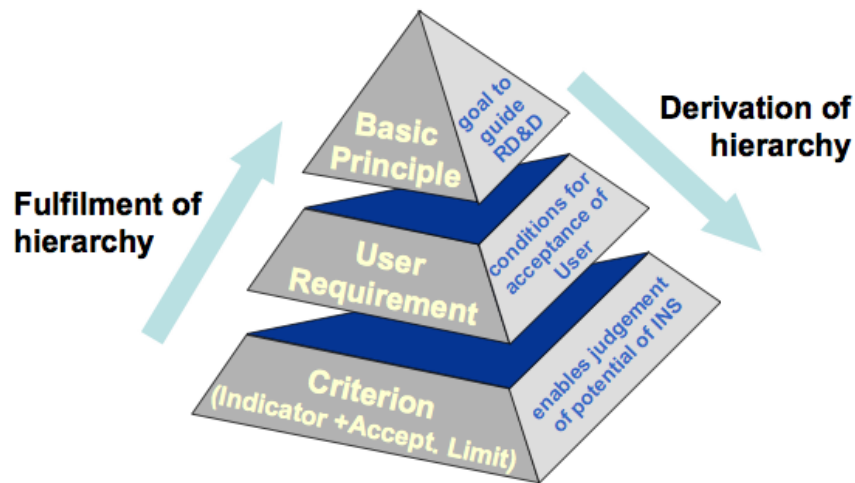 Basic
Principle
goal to
guide
RD&D
Derivation of
hierarchy
Fulfilment of
hierarchy
User
Requirement
conditions for
acceptance of
User
Criterion
(Indicator +Accept. Limit)
enables judgement
of potential of INS